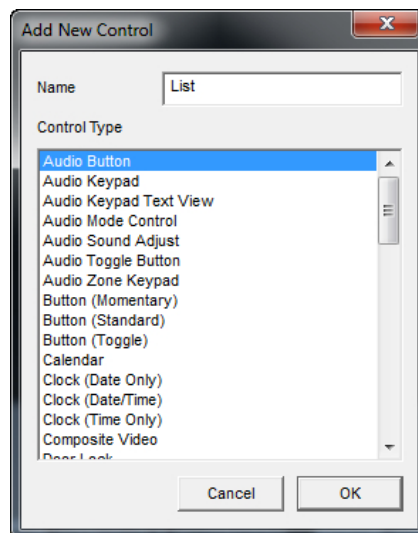 Add New Control
Name List
Control Type
Audio Button
Audio Keypad
Audio Keypad Text View
Audio Mode Control
Audio Sound Adjust
Audio Toggle Button
Audio Zone Keypad
Button (Momentary)
Button (Standard)
Button (Toggle)
Calendar
Clock (Date Only)
Clock (Date/Time)
Clock (Time Only)
Composite Video
Door Lock
Cancel OK